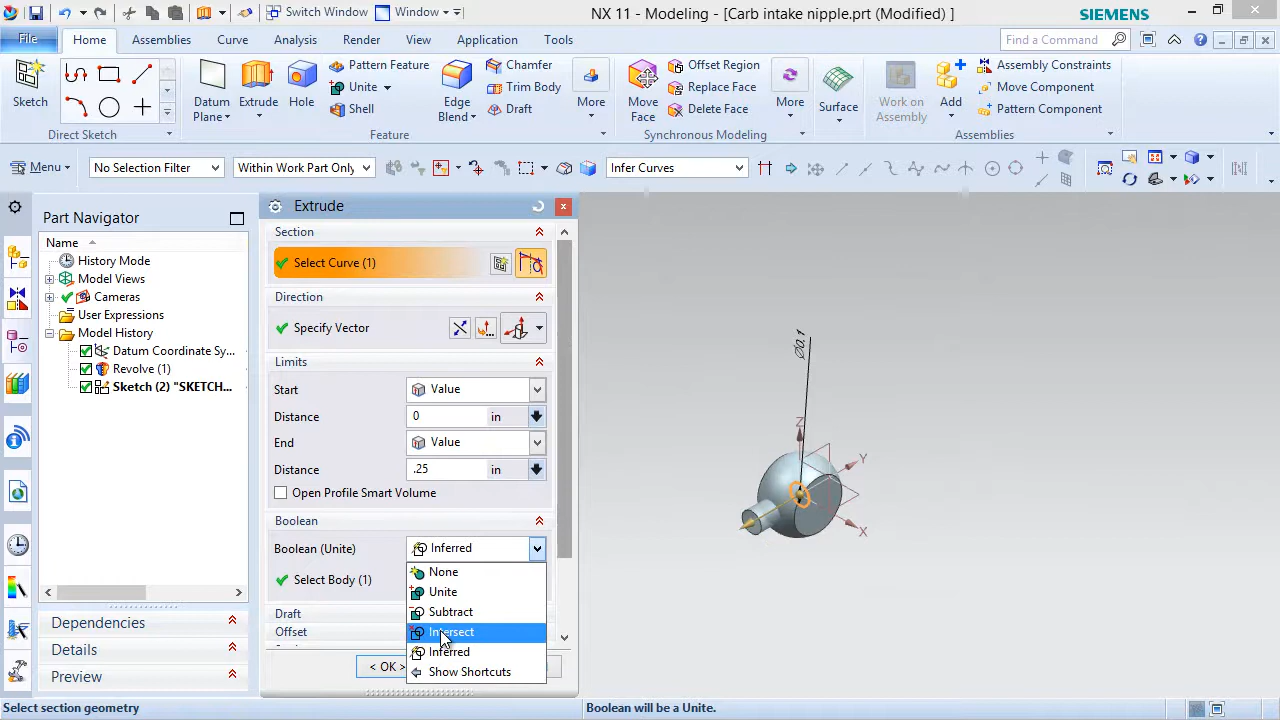 Switch Window
Window
NX 11 - Modeling - [Carb intake nipple.prt (Modified) ]
SIEMENS
File
Home
Assemblies
Curve
Analysis
Render
View
Application
Tools
Find a Command
Sketch
Direct Sketch
Datum
Plane
Extrude
Hole
Pattern Feature
Unite
Shell
Edge
Blend
Chamfer
Trim Body
Draft
More
Feature
Move
Face
Offset Region
Replace Face
Delete Face
More
Synchronous Modeling
Surface
Work on
Assembly
Add
Assembly Constraints
Move Component
Pattern Component
Assemblies
Menu
No Selection Filter
Within Work Part Only
Infer Curves
Part Navigator
Name
History Mode
Model Views
Cameras
User Expressions
Model History
Datum Coordinate Sy...
Revolve (1)
Sketch (2) "SKETCH...
Dependencies
Details
Preview
Extrude
Section
Select Curve (1)
Direction
Specify Vector
Limits
Start
Value
Distance
0
in
End
Value
Distance
.25
in
Open Profile Smart Volume
Boolean
Boolean (Unite)
Inferred
Select Body (1)
None
Unite
Subtract
Intersect
Inferred
Show Shortcuts
Draft
Offset
< OK >
Ø0.1
Z
Y
X
Select section geometry
Boolean will be a Unite.